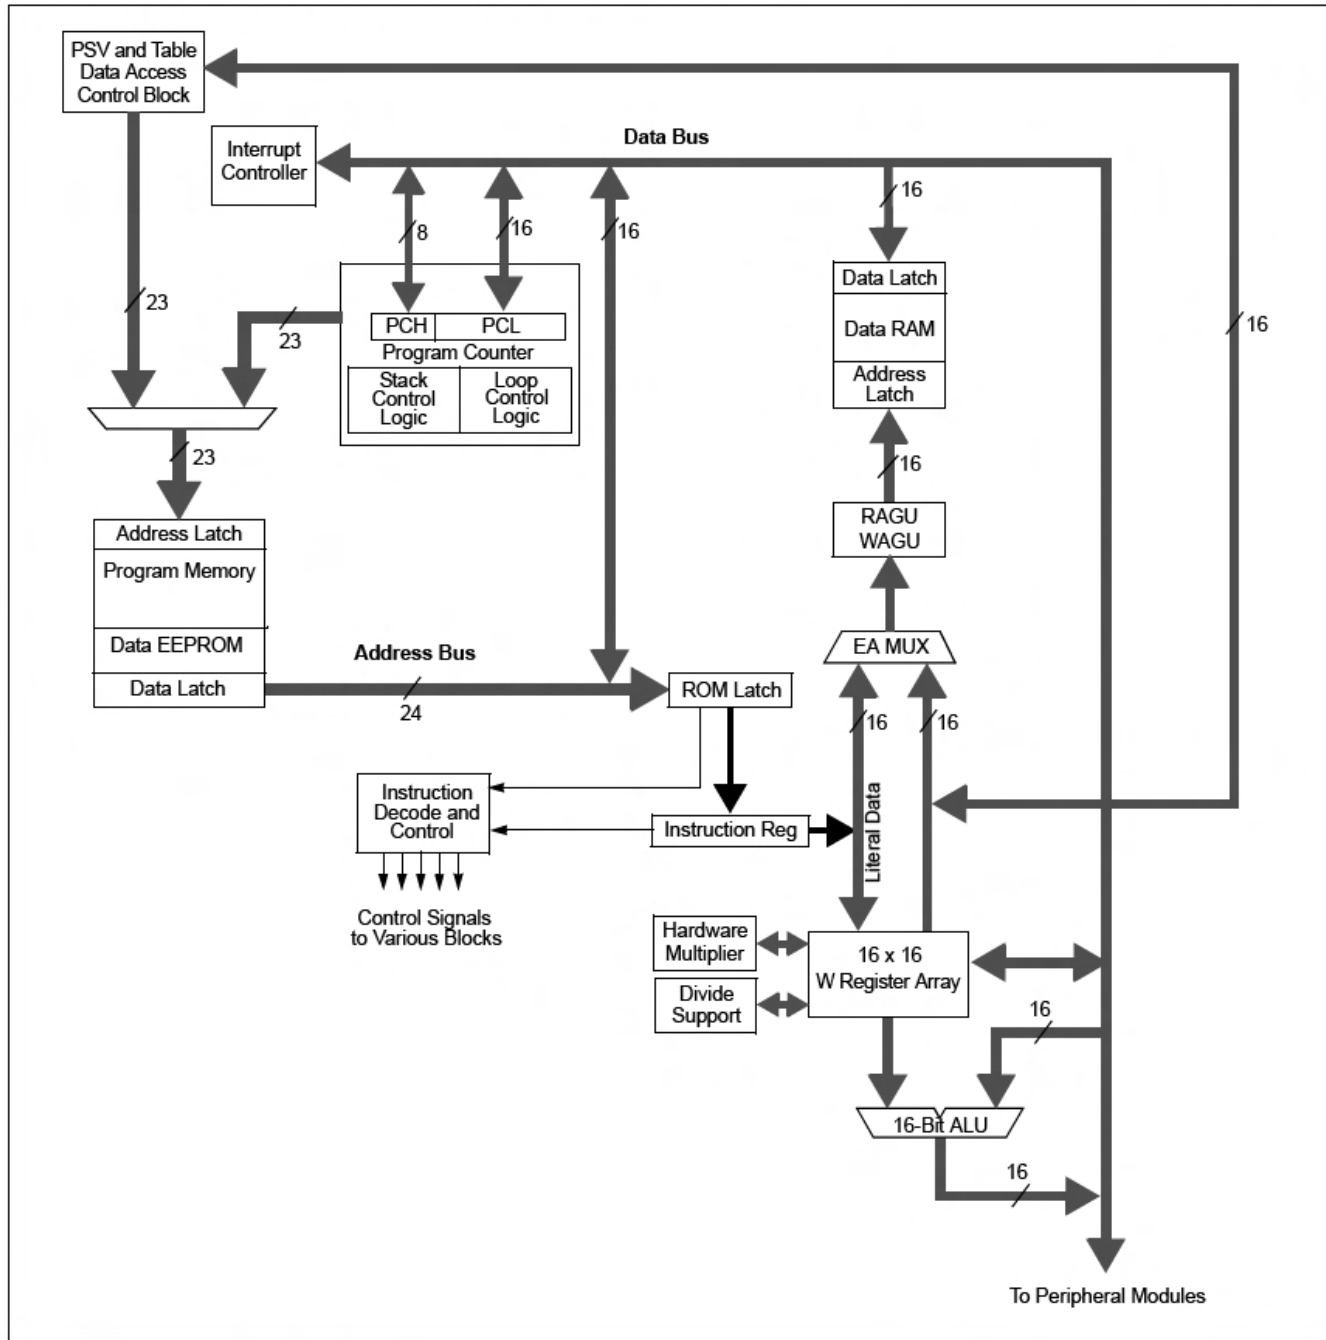 PSV and Table
Data Access
Control Block
Interrupt
Controller
Data Bus
8
16
16
16
23
23
16
Data Latch
Data RAM
Address
Latch
PCH
PCL
Program Counter
Stack
Control
Logic
Loop
Control
Logic
23
16
RAGU
WAGU
Address Latch
Program Memory
Data EEPROM
Data Latch
Address Bus
24
ROM Latch
EA MUX
16
16
Literal Data
Instruction
Decode and
Control
Instruction Reg
Control Signals
to Various Blocks
Hardware
Multiplier
Divide
Support
16 x 16
W Register Array
16
16-Bit ALU
16
To Peripheral Modules